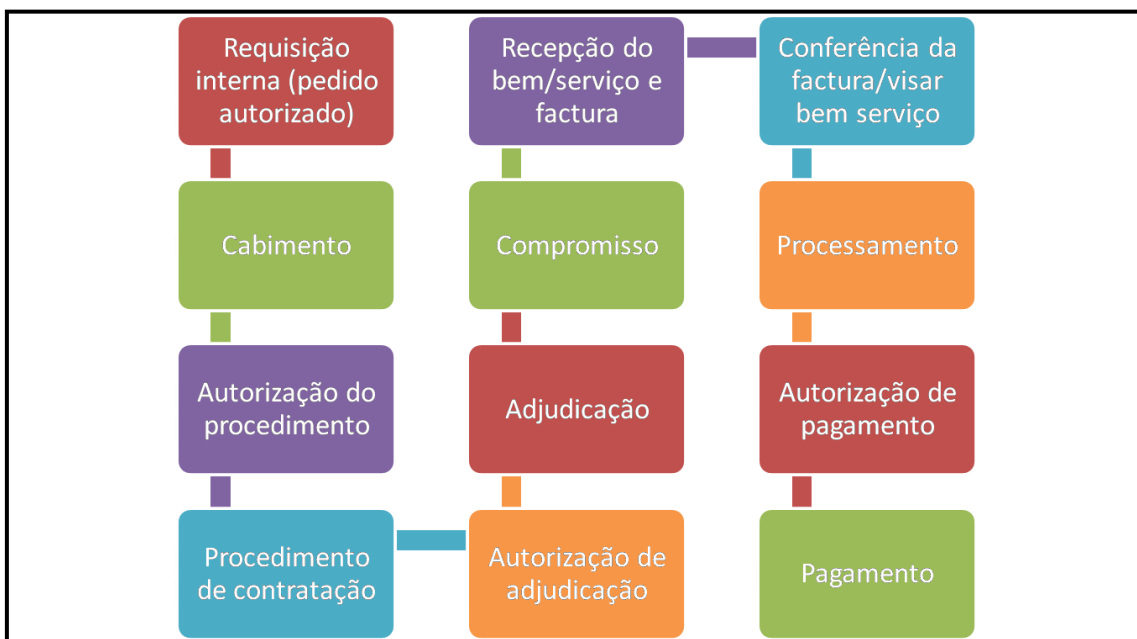 Requisição
interna (pedido
autorizado)
Cabimento
Autorização do
procedimento
Procedimento
de contratação
Autorização de
adjudicação
Adjudicação
Compromisso
Recepção do
bem/serviço e
factura
Conferência da
factura/visar
bem serviço
Processamento
Autorização de
pagamento
Pagamento